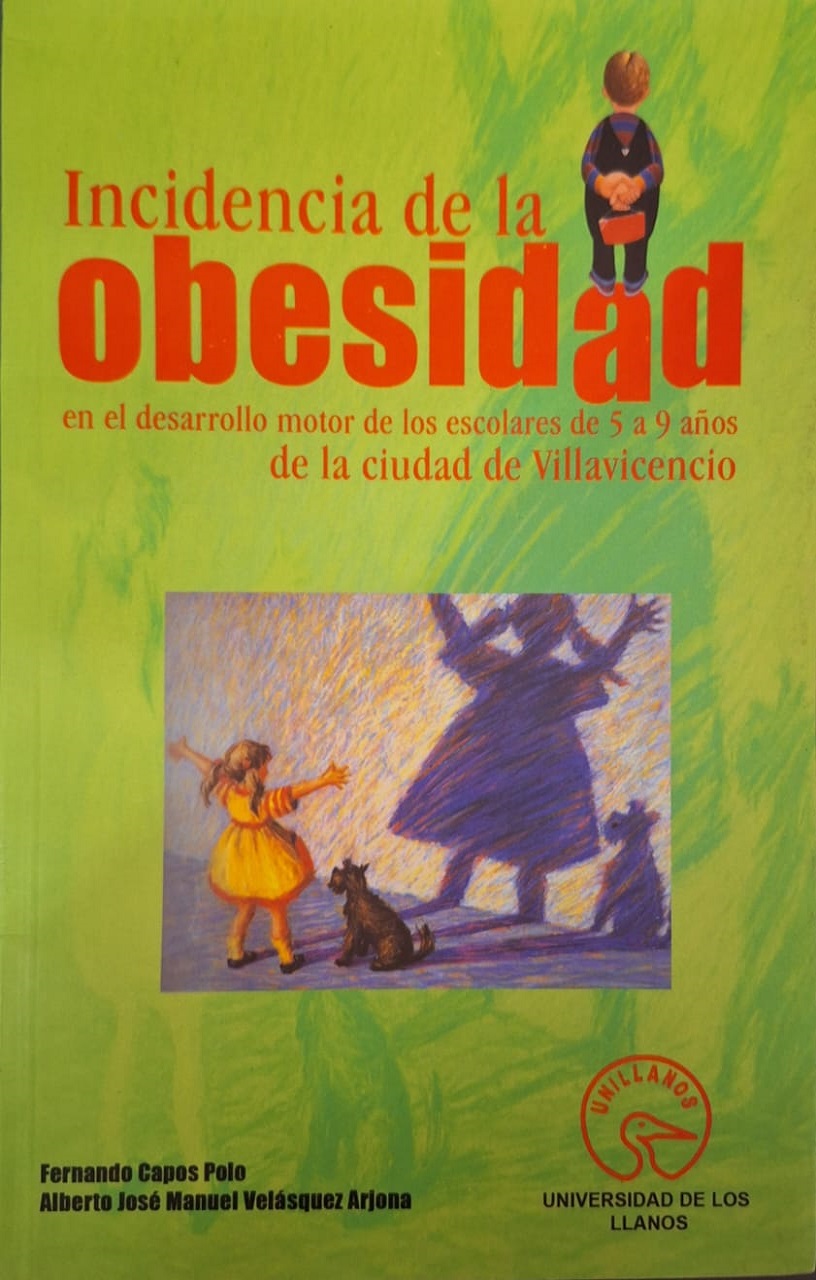 Incidencia de la
obesidad
en el desarrollo motor de los escolares de 5 a 9 años
de la ciudad de Villavicencio
UNILLANOS
Fernando Capos Polo
Alberto José Manuel Velásquez Arjona
UNIVERSIDAD DE LOS
LLANOS